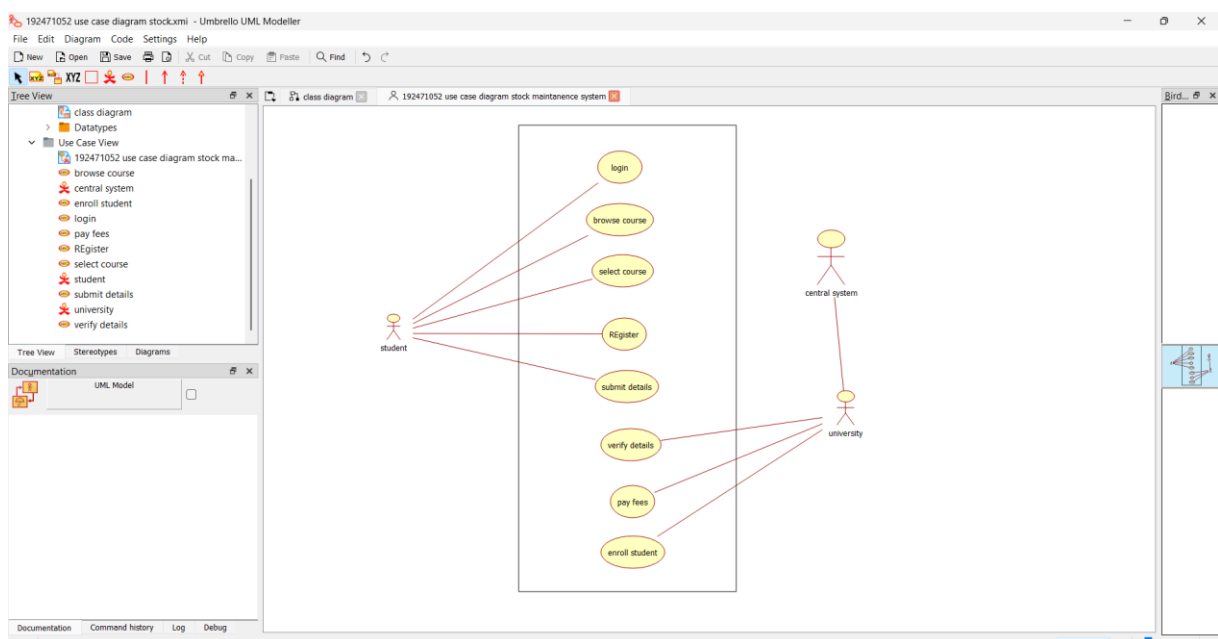 192471052 use case diagram stock.xmi - Umbrello UML Modeller
File Edit Diagram Code Settings Help
New Open Save Cut Copy Paste Find
XYZ XYZ
Tree View
class diagram
Datatypes
Use Case View
192471052 use case diagram stock ma...
browse course
central system
enroll student
login
pay fees
REgister
select course
student
submit details
university
verify details
Tree View Stereotypes Diagrams
Documentation
UML Model
Documentation Command history Log Debug
class diagram 192471052 use case diagram stock maintanence system
login
browse course
select course
REgister
submit details
verify details
pay fees
enroll student
student
central system
university
Bird...